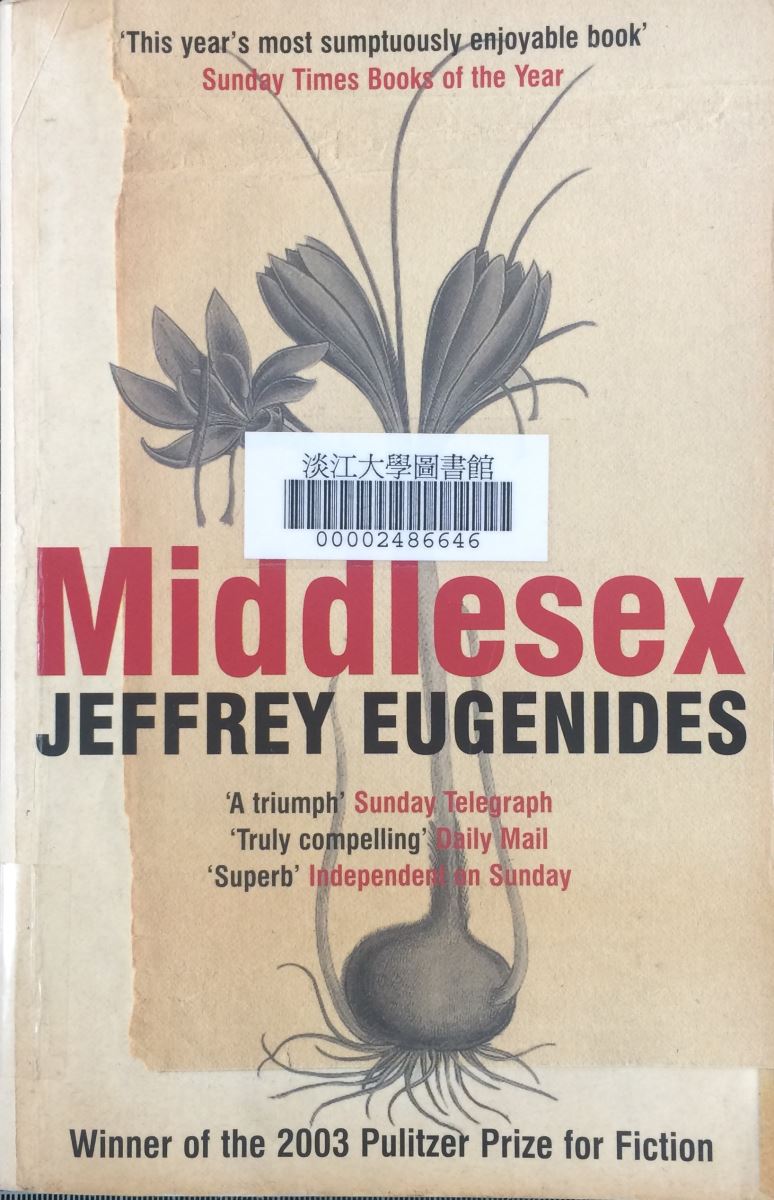 ‘This year’s most sumptuously enjoyable book’
Sunday Times Books of the Year
淡江大學圖書館
00002486646
Middlesex
JEFFREY EUGENIDES
‘A triumph’ Sunday Telegraph
‘Truly compelling’ Daily Mail
‘Superb’ Independent on Sunday
Winner of the 2003 Pulitzer Prize for Fiction